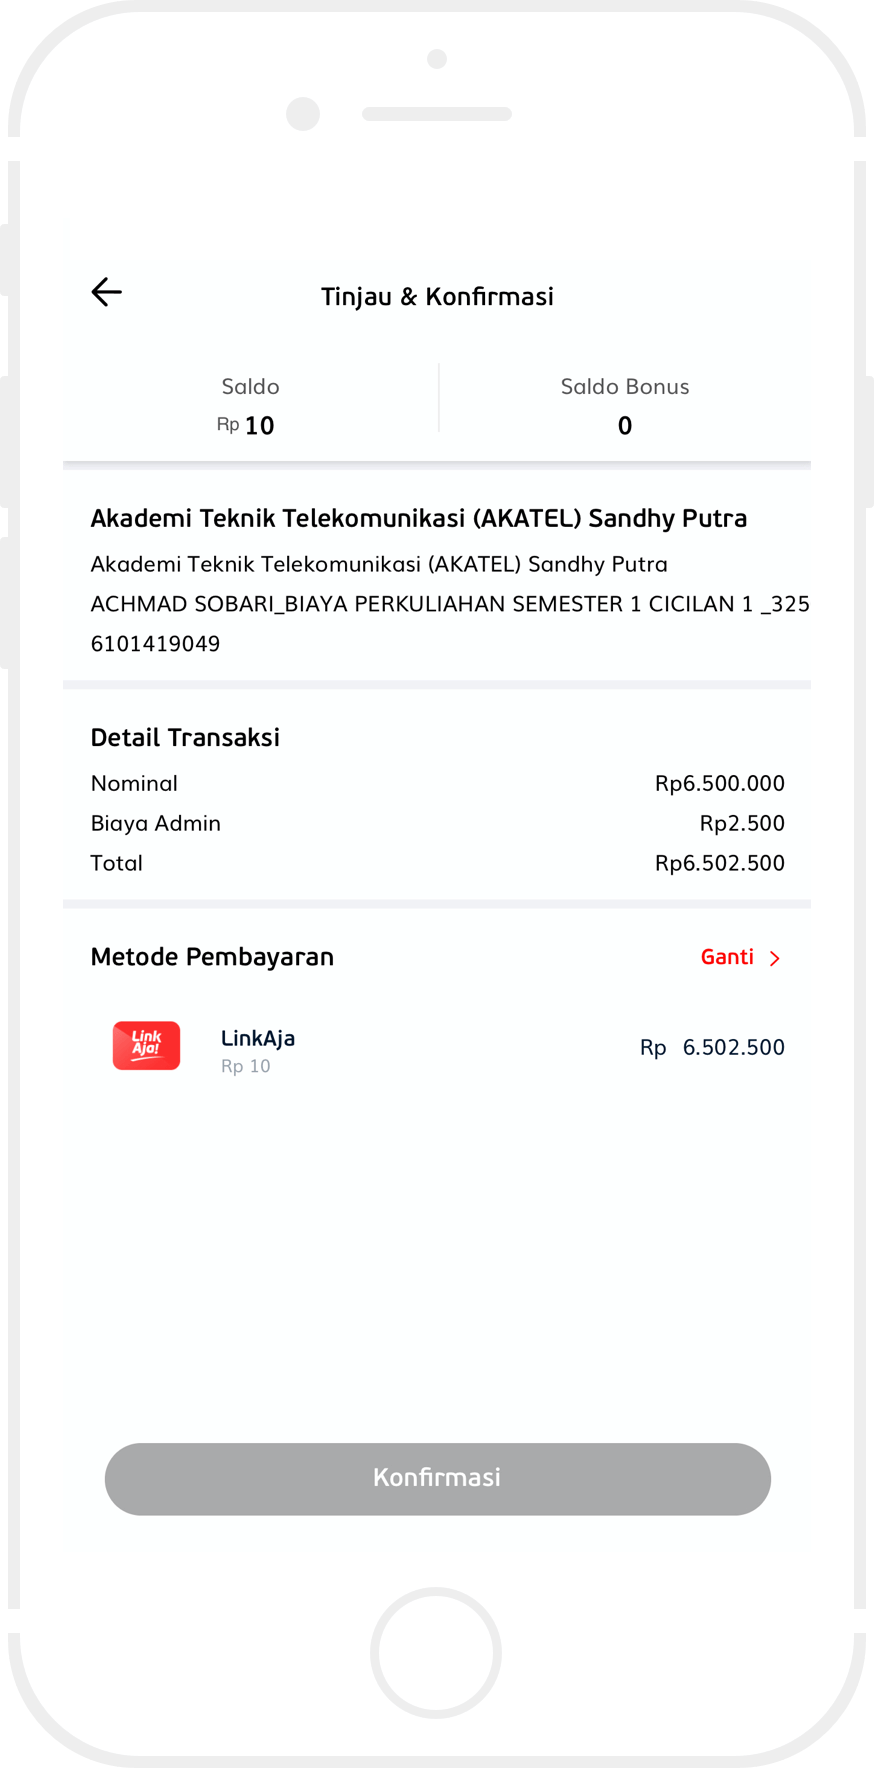 Tinjau & Konfirmasi
Saldo
Saldo Bonus
Rp 10
0
Akademi Teknik Telekomunikasi (AKATEL) Sandhy Putra
Akademi Teknik Telekomunikasi (AKATEL) Sandhy Putra
ACHMAD SOBARI_BIAYA PERKULIAHAN SEMESTER 1 CICILAN 1 _325
6101419049
Detail Transaksi
Nominal Rp6.500.000
Biaya Admin Rp2.500
Total Rp6.502.500
Metode Pembayaran Ganti
Link
Aja!
LinkAja
Rp 10
Rp 6.502.500
Konfirmasi